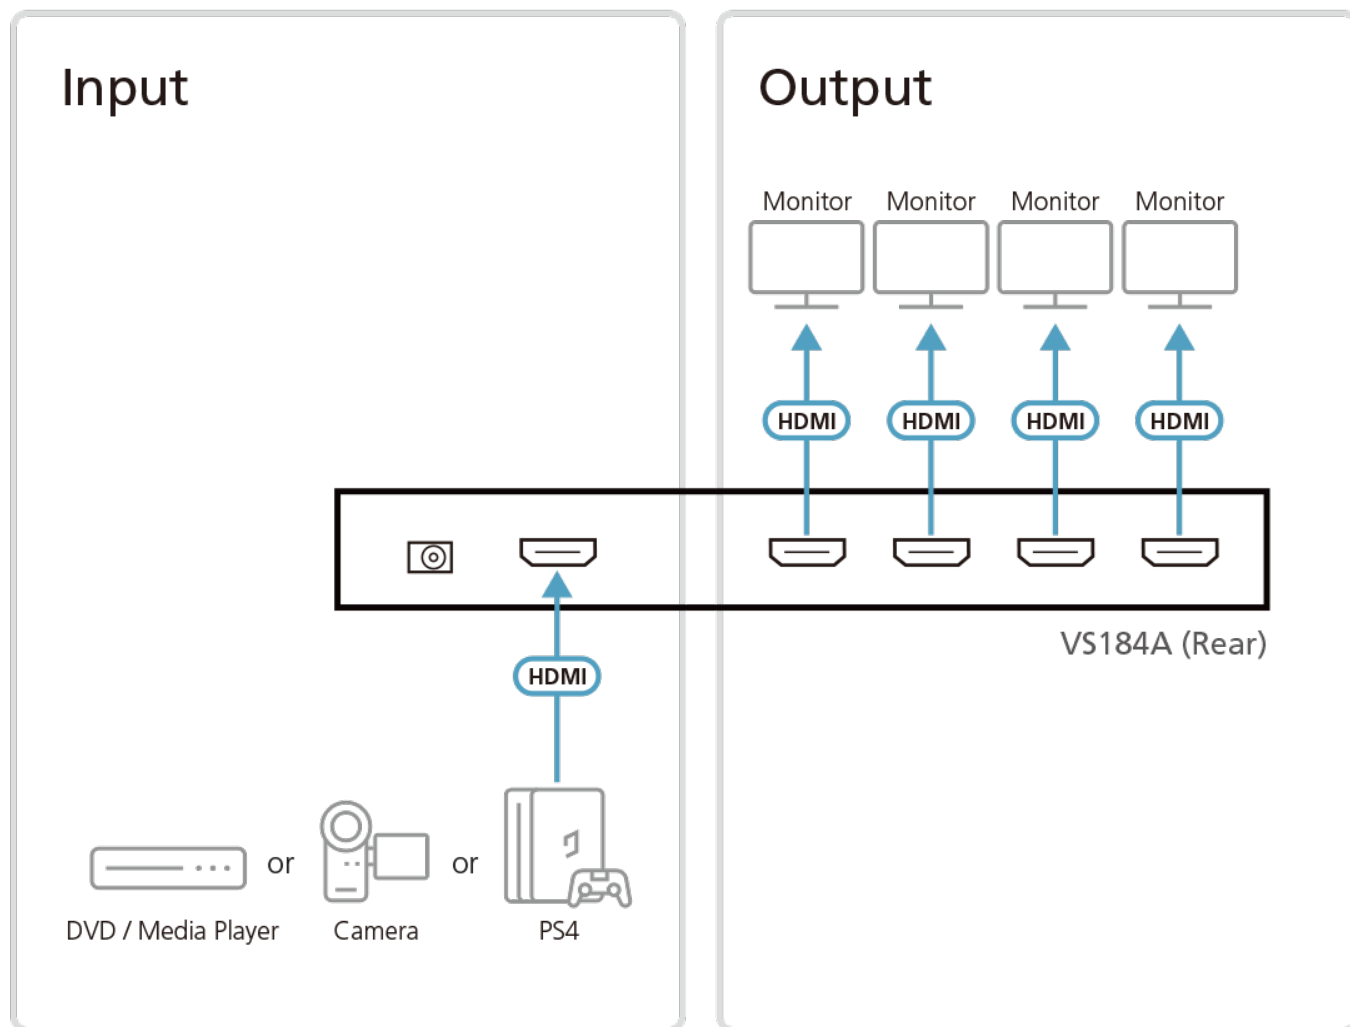 Input
Output
Monitor Monitor Monitor Monitor
HDMI HDMI HDMI HDMI
VS184A (Rear)
HDMI
or or
DVD / Media Player Camera PS4